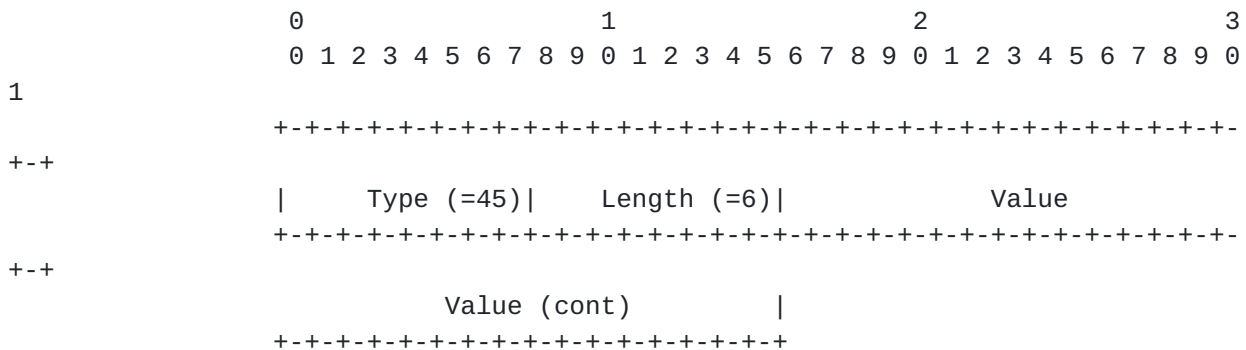 0                   1                   2                   3
0 1 2 3 4 5 6 7 8 9 0 1 2 3 4 5 6 7 8 9 0 1 2 3 4 5 6 7 8 9 0
1
+-+-+-+-+-+-+-+-+-+-+-+-+-+-+-+-+-+-+-+-+-+-+-+-+-+-+-+-+-+-+-
+-+
|     Type (=45)|    Length (=6)|             Value
+-+-+-+-+-+-+-+-+-+-+-+-+-+-+-+-+-+-+-+-+-+-+-+-+-+-+-+-+-+-+-
+-+
Value (cont)         |
+-+-+-+-+-+-+-+-+-+-+-+-+-+-+-+-+